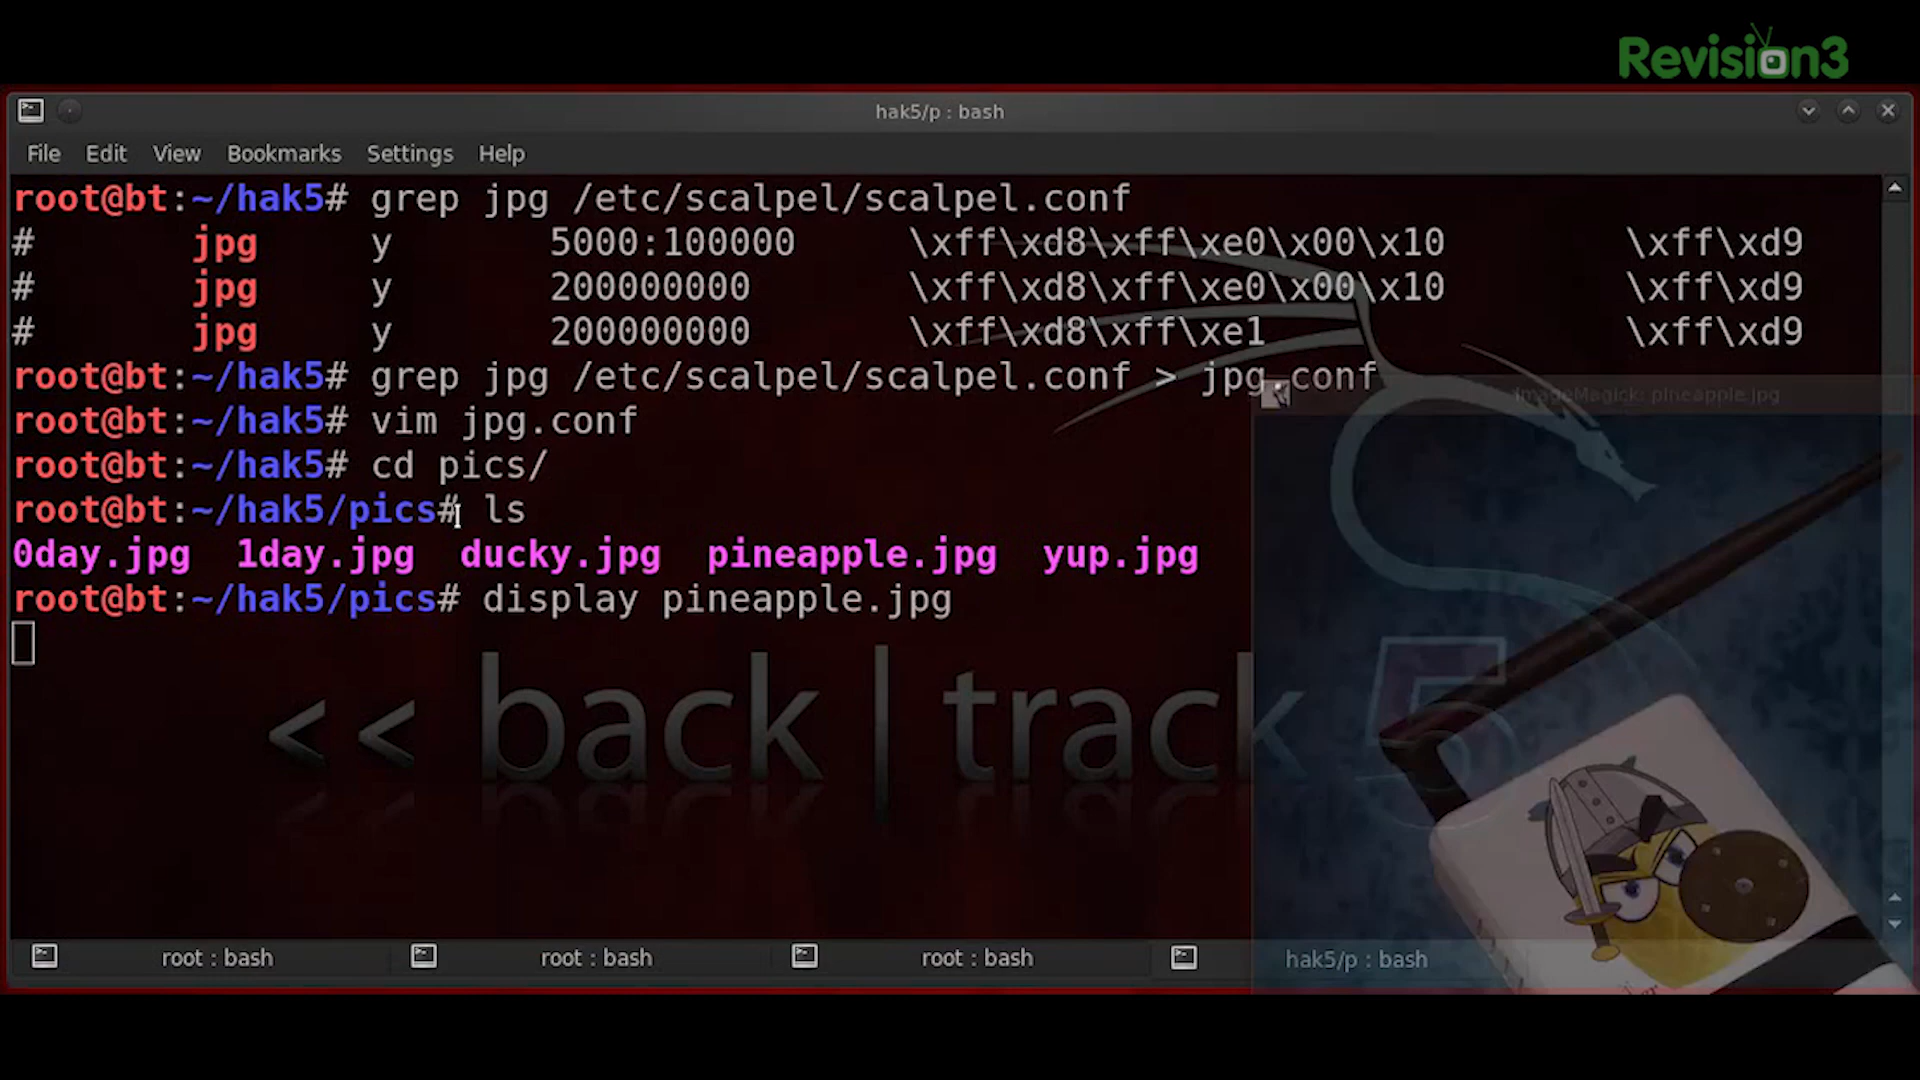 Revision3
hak5/p : bash
File Edit View Bookmarks Settings Help
root@bt:~/hak5# grep jpg /etc/scalpel/scalpel.conf
# jpg y 5000:100000 \xff\xd8\xff\xe0\x00\x10 \xff\xd9
# jpg y 200000000 \xff\xd8\xff\xe0\x00\x10 \xff\xd9
# jpg y 200000000 \xff\xd8\xff\xe1 \xff\xd9
root@bt:~/hak5# grep jpg /etc/scalpel/scalpel.conf > jpg.conf
ImageMagick: pineapple.jpg
root@bt:~/hak5# vim jpg.conf
root@bt:~/hak5# cd pics/
root@bt:~/hak5/pics# ls
0day.jpg 1day.jpg ducky.jpg pineapple.jpg yup.jpg
root@bt:~/hak5/pics# display pineapple.jpg
<< back | track 5
root : bash root : bash root : bash hak5/p : bash